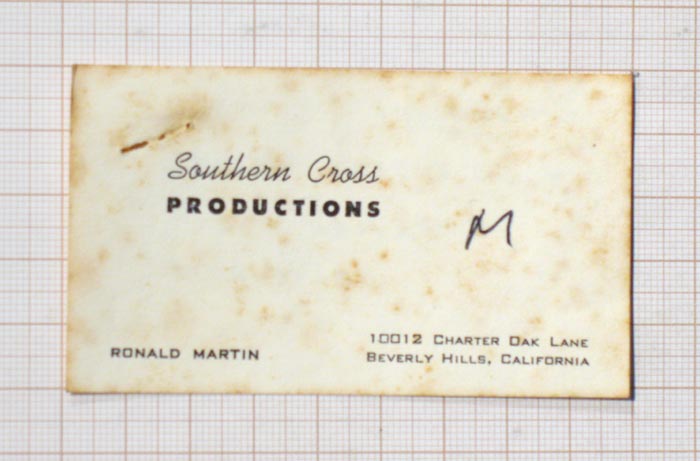 Southern Cross
PRODUCTIONS
M
RONALD MARTIN
10012 CHARTER OAK LANE
BEVERLY HILLS, CALIFORNIA